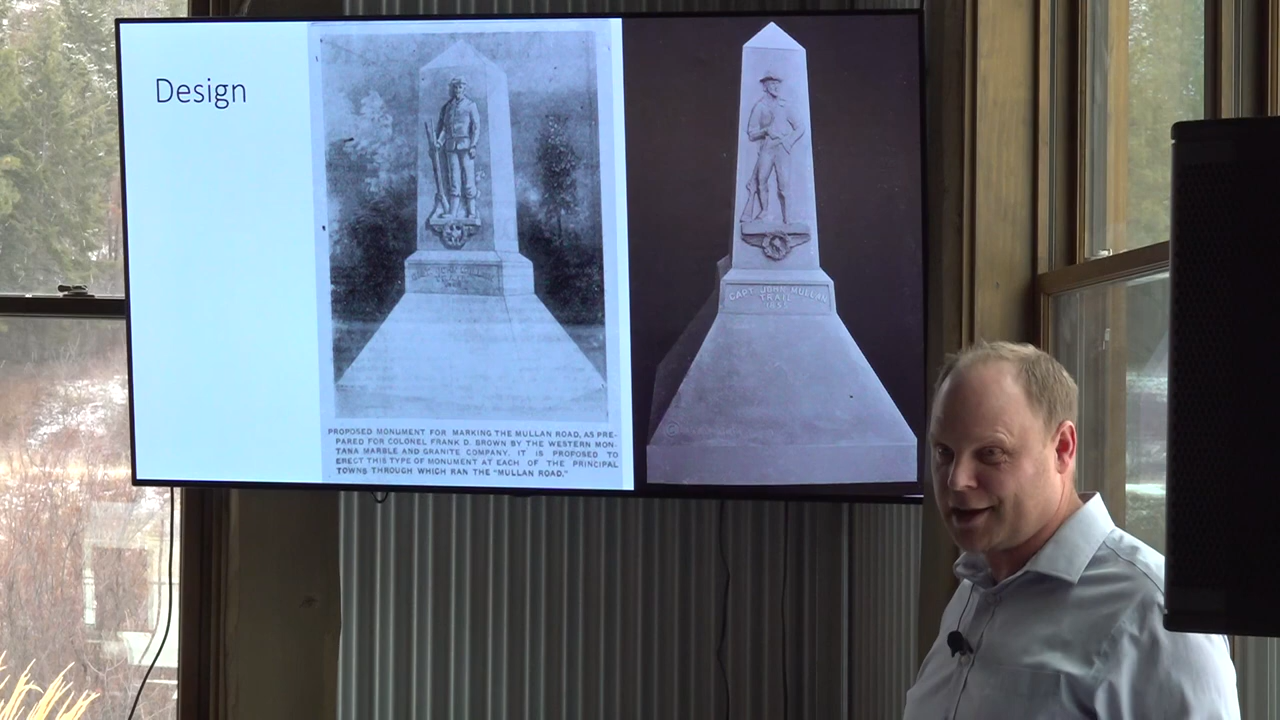 Design
PROPOSED MONUMENT FOR MARKING THE MULLAN ROAD, AS PRE-
PARED FOR COLONEL FRANK D. BROWN BY THE WESTERN MON-
TANA MARBLE AND GRANITE COMPANY. IT IS PROPOSED TO
ERECT THIS TYPE OF MONUMENT AT EACH OF THE PRINCIPAL
TOWNS THROUGH WHICH RAN THE "MULLAN ROAD."
CAPT. JOHN MULLAN
TRAIL